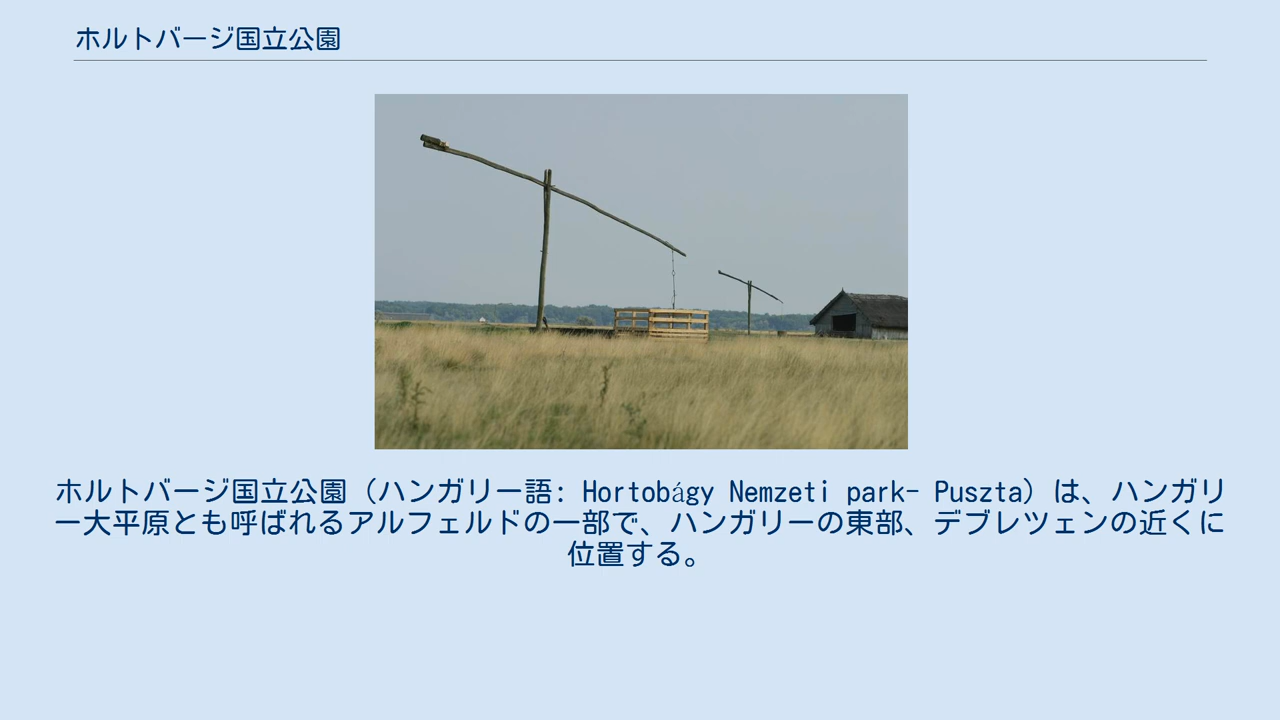 ホルトバージ国立公園
ホルトバージ国立公園（ハンガリー語: Hortobágy Nemzeti park- Puszta）は、ハンガリ
ー大平原とも呼ばれるアルフェルドの一部で、ハンガリーの東部、デブレツェンの近くに
位置する。